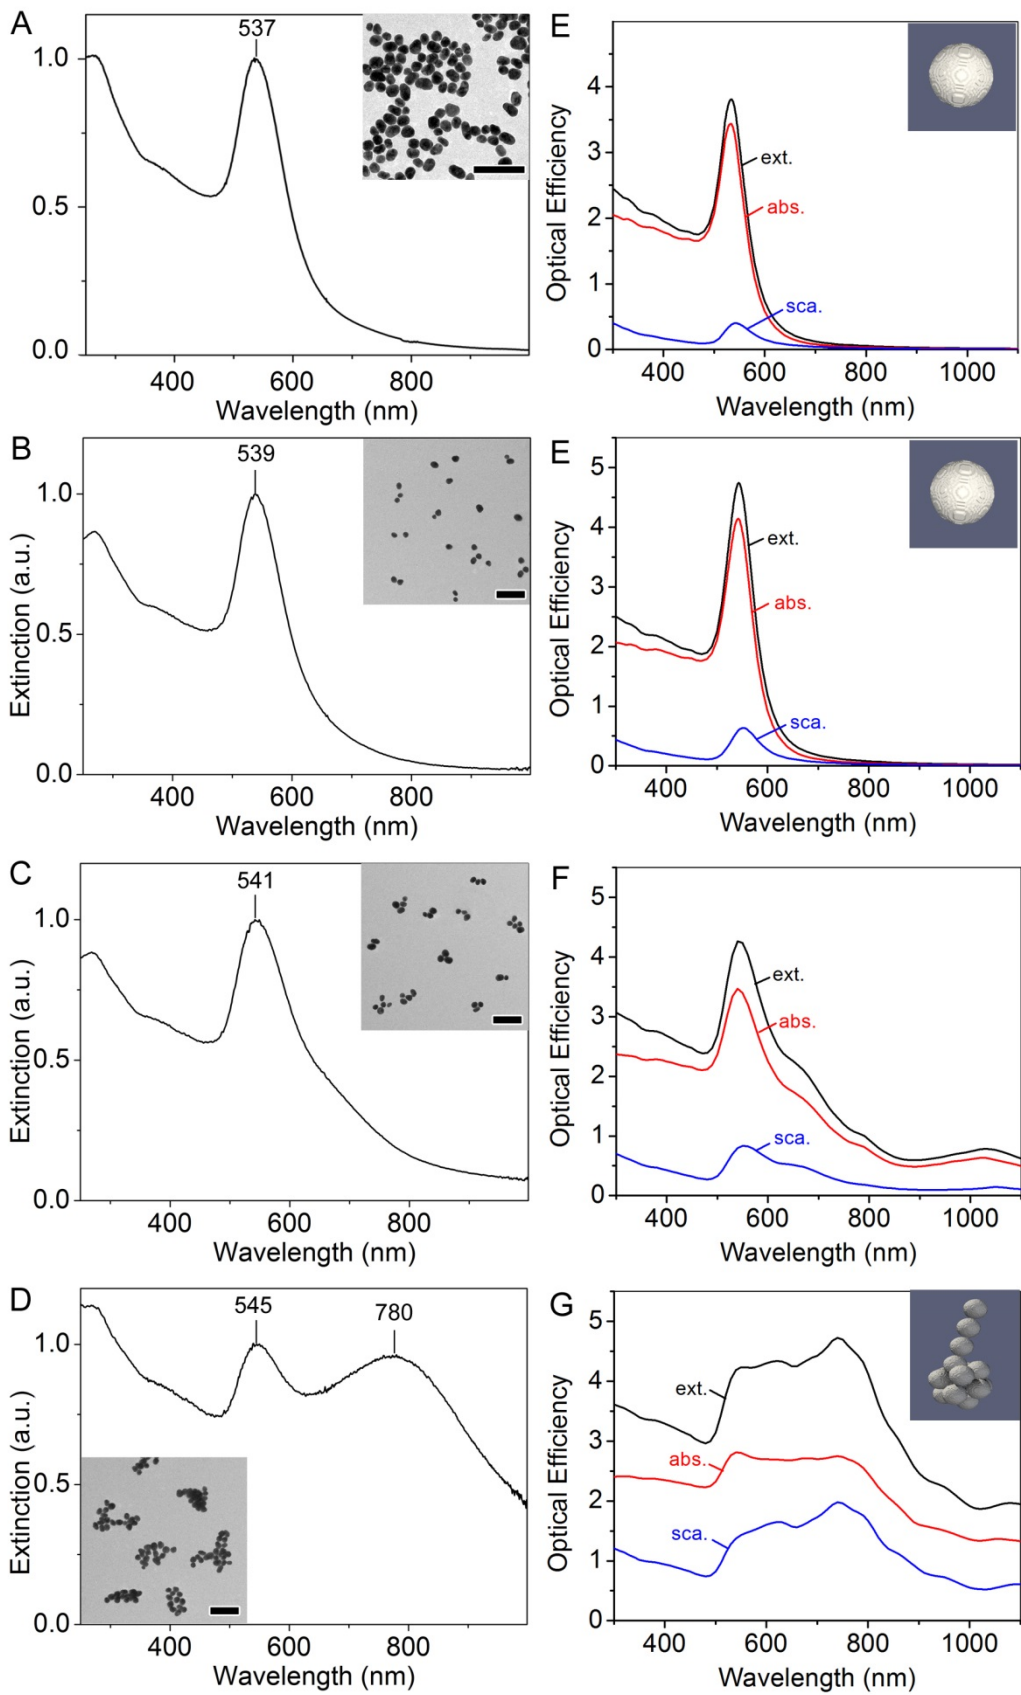 A
537
1.0
0.5
0.0
400 600 800
Wavelength (nm)
E
Optical Efficiency
4
3
2
1
0
ext.
abs.
sca.
400 600 800 1000
Wavelength (nm)
B
539
Extinction (a.u.)
1.0
0.5
0.0
400 600 800
Wavelength (nm)
E
Optical Efficiency
5
4
3
2
1
0
ext.
abs.
sca.
400 600 800 1000
Wavelength (nm)
C
541
Extinction (a.u.)
1.0
0.5
0.0
400 600 800
Wavelength (nm)
F
Optical Efficiency
5
4
3
2
1
0
ext.
abs.
sca.
400 600 800 1000
Wavelength (nm)
D
545 780
Extinction (a.u.)
1.0
0.5
0.0
400 600 800
Wavelength (nm)
G
Optical Efficiency
5
4
3
2
1
0
ext.
abs.
sca.
400 600 800 1000
Wavelength (nm)